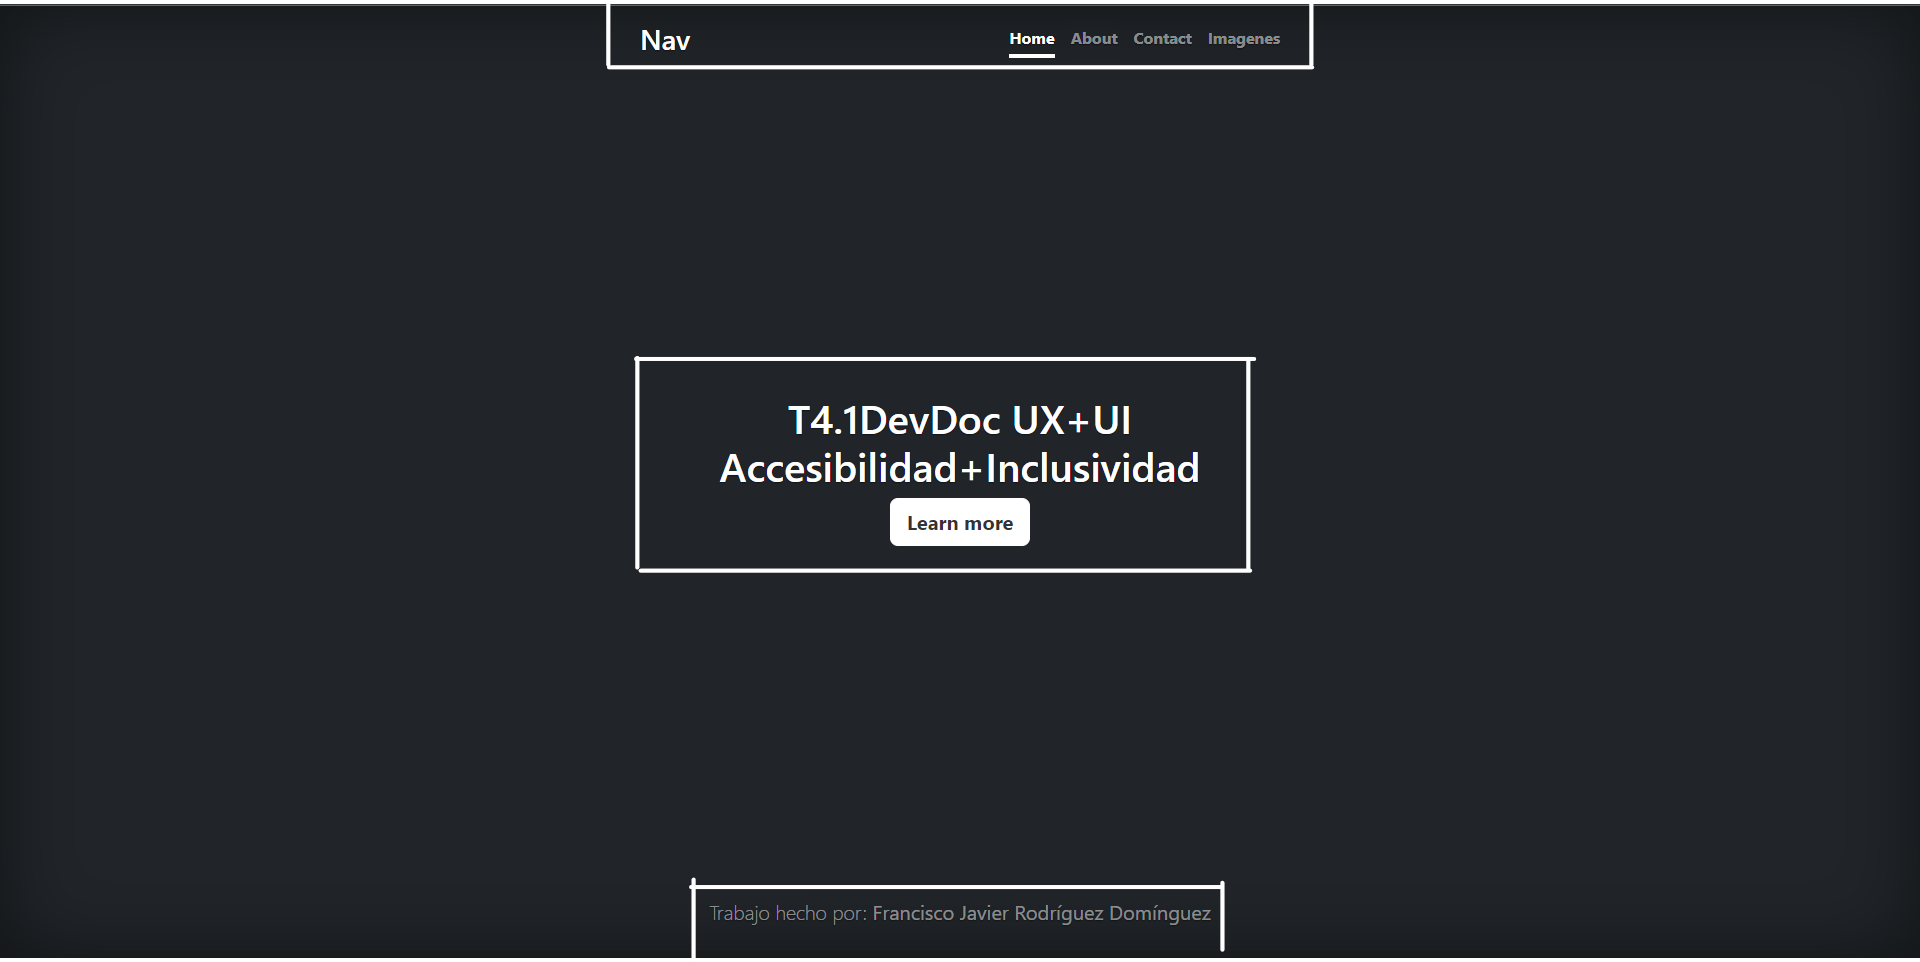 Nav
Home About Contact Imagenes
T4.1DevDoc UX+UI
Accesibilidad+Inclusividad
Learn more
Trabajo hecho por: Francisco Javier Rodríguez Domínguez